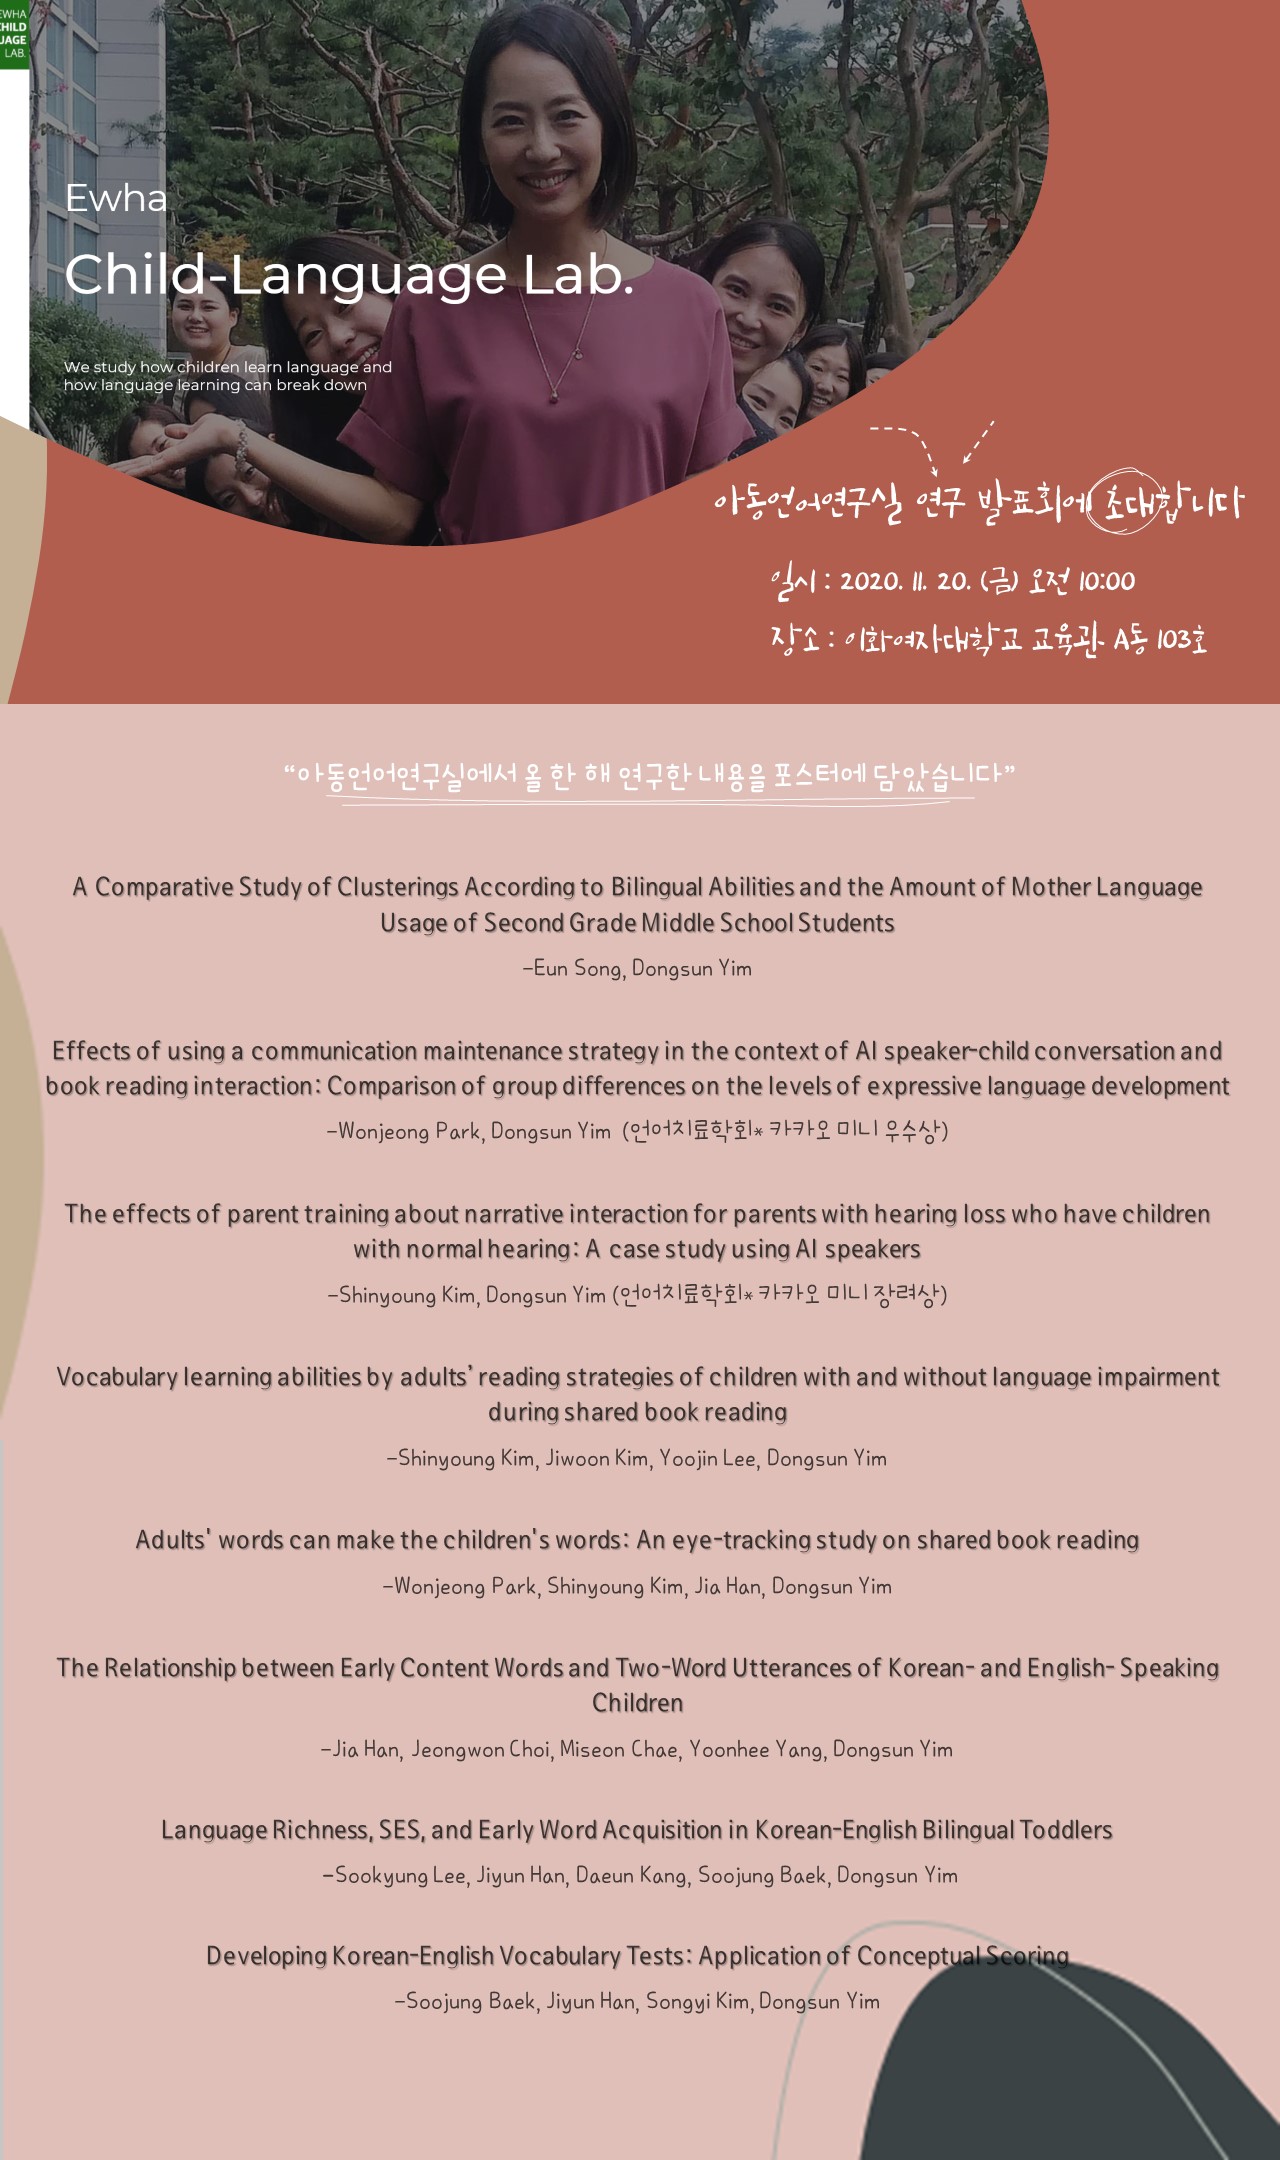 EWHA
CHILD
UAGE
LAB.
Ewha
Child-Language Lab.
We study how children learn language and
how language learning can break down
아동언어연구실 연구 발표회에 초대합니다
일시 : 2020. 11. 20. (금) 오전 10:00
장소 : 이화여자대학교 교육관 A동 103호
“아동언어연구실에서 올 한 해 연구한 내용을 포스터에 담았습니다”
A Comparative Study of Clusterings According to Bilingual Abilities and the Amount of Mother Language
Usage of Second Grade Middle School Students
-Eun Song, Dongsun Yim
Effects of using a communication maintenance strategy in the context of AI speaker-child conversation and
book reading interaction: Comparison of group differences on the levels of expressive language development
-Wonjeong Park, Dongsun Yim (언어치료학회* 카카오 미니 우수상)
The effects of parent training about narrative interaction for parents with hearing loss who have children
with normal hearing: A case study using AI speakers
-Shinyoung Kim, Dongsun Yim (언어치료학회* 카카오 미니 장려상)
Vocabulary learning abilities by adults’ reading strategies of children with and without language impairment
during shared book reading
-Shinyoung Kim, Jiwoon Kim, Yoojin Lee, Dongsun Yim
Adults' words can make the children's words: An eye-tracking study on shared book reading
-Wonjeong Park, Shinyoung Kim, Jia Han, Dongsun Yim
The Relationship between Early Content Words and Two-Word Utterances of Korean- and English- Speaking
Children
-Jia Han, Jeongwon Choi, Miseon Chae, Yoonhee Yang, Dongsun Yim
Language Richness, SES, and Early Word Acquisition in Korean-English Bilingual Toddlers
-Sookyung Lee, Jiyun Han, Daeun Kang, Soojung Baek, Dongsun Yim
Developing Korean-English Vocabulary Tests: Application of Conceptual Scoring
-Soojung Baek, Jiyun Han, Songyi Kim, Dongsun Yim